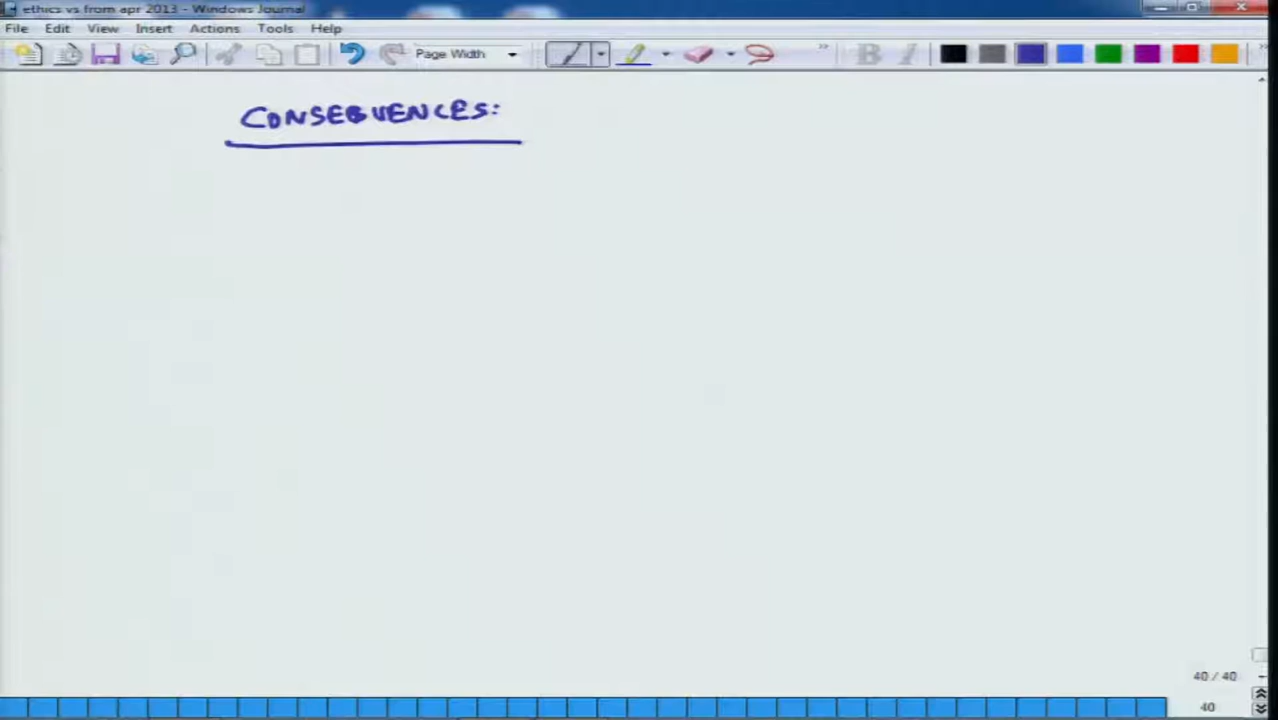 ethics vs from apr 2013 - Windows Journal
File Edit View Insert Actions Tools Help
Page Width B I
CONSEQUENCES:
40 / 40
40